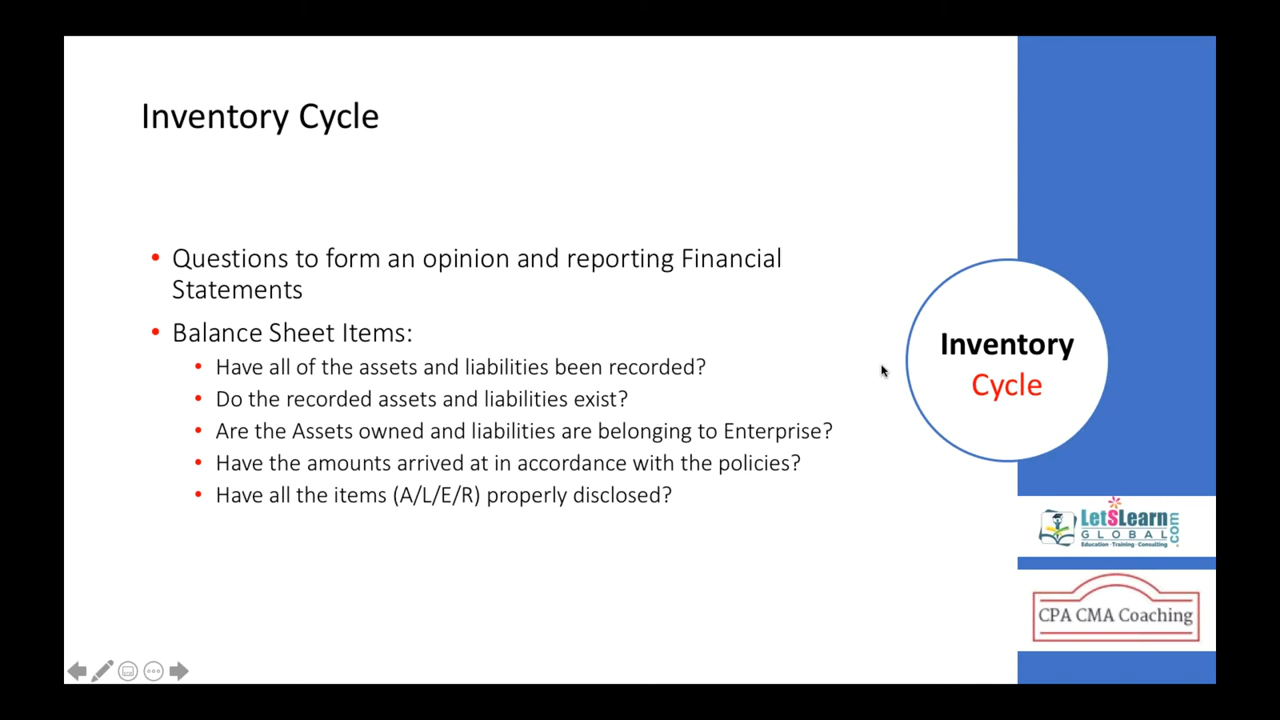 Inventory Cycle
• Questions to form an opinion and reporting Financial
Statements
• Balance Sheet Items:
• Have all of the assets and liabilities been recorded?
• Do the recorded assets and liabilities exist?
• Are the Assets owned and liabilities are belonging to Enterprise?
• Have the amounts arrived at in accordance with the policies?
• Have all the items (A/L/E/R) properly disclosed?
Inventory
Cycle
LetSLearn
GLOBAL
.com
Education - Training - Consulting
CPA CMA Coaching